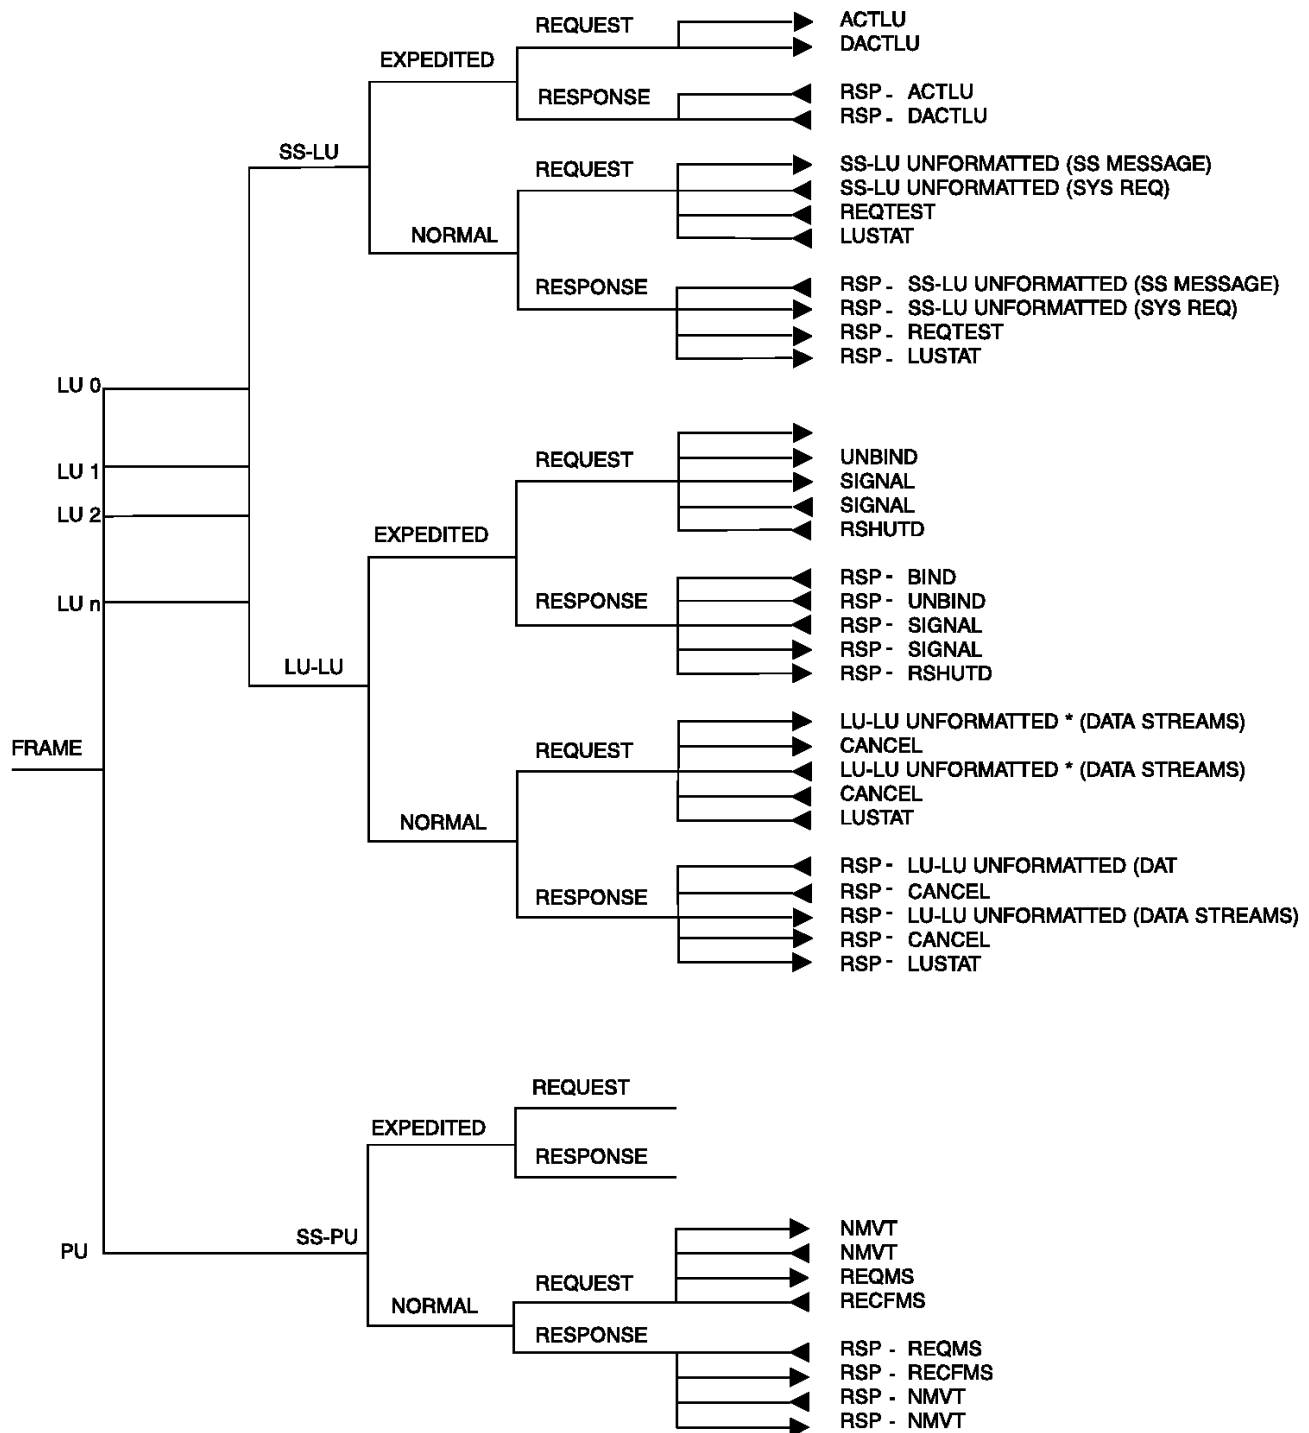 REQUEST
ACTLU
DACTLU
EXPEDITED
RESPONSE
RSP - ACTLU
RSP - DACTLU
SS-LU
REQUEST
SS-LU UNFORMATTED (SS MESSAGE)
SS-LU UNFORMATTED (SYS REQ)
REQTEST
LUSTAT
NORMAL
RESPONSE
RSP - SS-LU UNFORMATTED (SS MESSAGE)
RSP - SS-LU UNFORMATTED (SYS REQ)
RSP - REQTEST
RSP - LUSTAT
LU 0
LU 1
LU 2
LU n
REQUEST
UNBIND
SIGNAL
SIGNAL
RSHUTD
EXPEDITED
RESPONSE
RSP - BIND
RSP - UNBIND
RSP - SIGNAL
RSP - SIGNAL
RSP - RSHUTD
LU-LU
REQUEST
LU-LU UNFORMATTED * (DATA STREAMS)
CANCEL
LU-LU UNFORMATTED * (DATA STREAMS)
CANCEL
LUSTAT
FRAME
NORMAL
RESPONSE
RSP - LU-LU UNFORMATTED (DAT
RSP - CANCEL
RSP - LU-LU UNFORMATTED (DATA STREAMS)
RSP - CANCEL
RSP - LUSTAT
REQUEST
EXPEDITED
RESPONSE
PU
SS-PU
REQUEST
NMVT
NMVT
REQMS
RECFMS
NORMAL
RESPONSE
RSP - REQMS
RSP - RECFMS
RSP - NMVT
RSP - NMVT